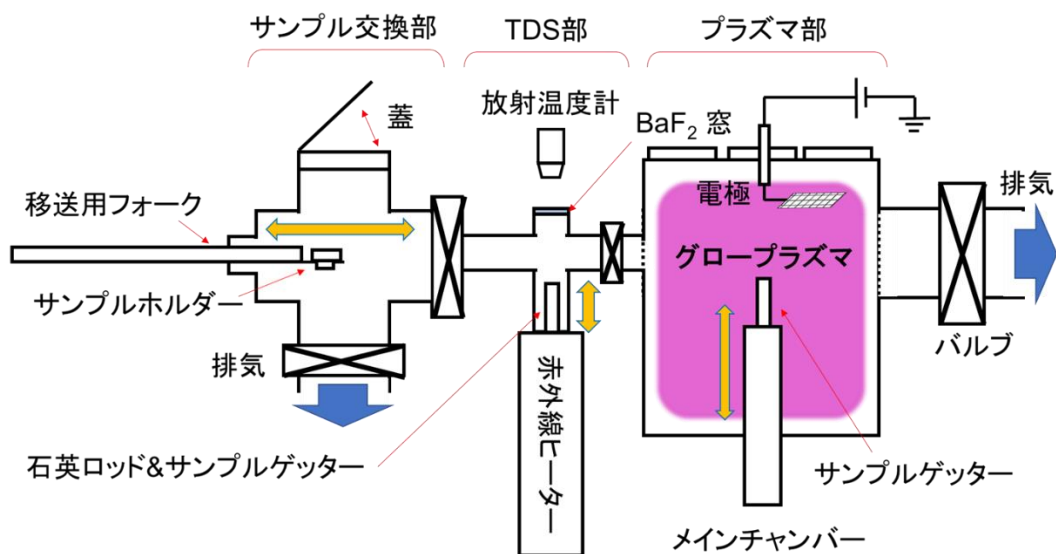 サンプル交換部
TDS部
プラズマ部
蓋
放射温度計
BaF2 窓
移送用フォーク
電極
排気
グロープラズマ
サンプルホルダー
排気
バルブ
赤外線ヒーター
石英ロッド&サンプルゲッター
サンプルゲッター
メインチャンバー